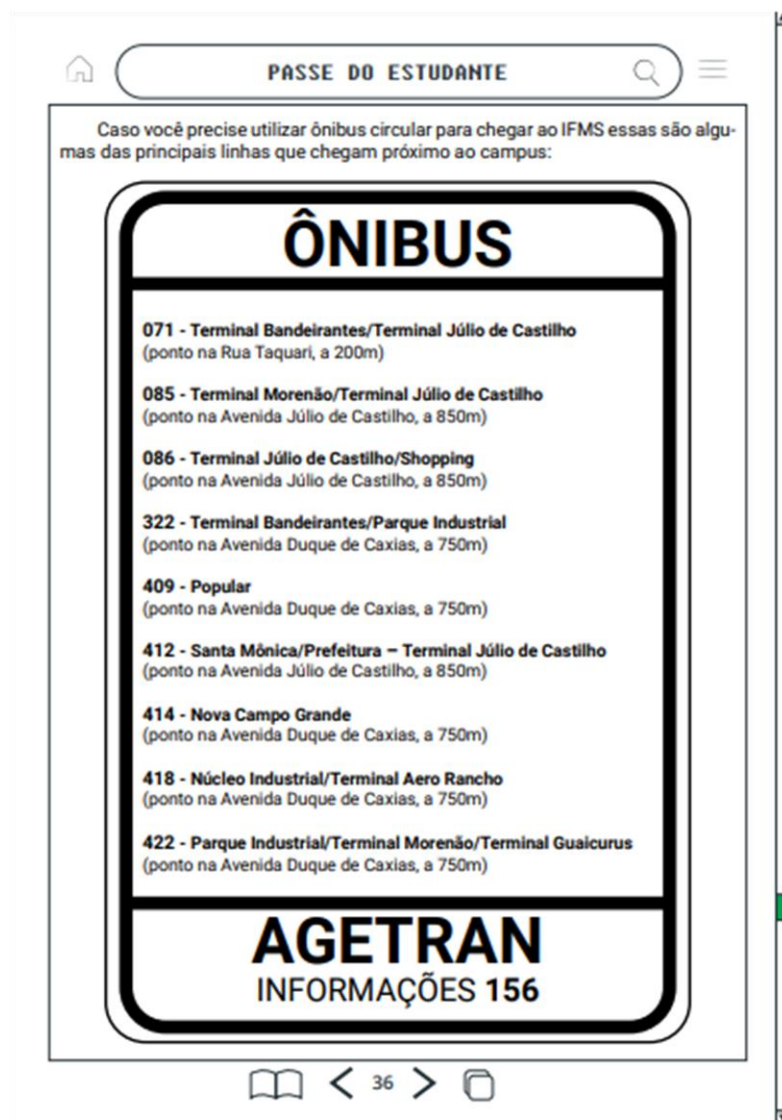 PASSE DO ESTUDANTE
Caso você precise utilizar ônibus circular para chegar ao IFMS essas são algu-
mas das principais linhas que chegam próximo ao campus:
ÔNIBUS
071 - Terminal Bandeirantes/Terminal Júlio de Castilho
(ponto na Rua Taquari, a 200m)
085 - Terminal Morenão/Terminal Júlio de Castilho
(ponto na Avenida Júlio de Castilho, a 850m)
086 - Terminal Júlio de Castilho/Shopping
(ponto na Avenida Júlio de Castilho, a 850m)
322 - Terminal Bandeirantes/Parque Industrial
(ponto na Avenida Duque de Caxias, a 750m)
409 - Popular
(ponto na Avenida Duque de Caxias, a 750m)
412 - Santa Mônica/Prefeitura – Terminal Júlio de Castilho
(ponto na Avenida Júlio de Castilho, a 850m)
414 - Nova Campo Grande
(ponto na Avenida Duque de Caxias, a 750m)
418 - Núcleo Industrial/Terminal Aero Rancho
(ponto na Avenida Duque de Caxias, a 750m)
422 - Parque Industrial/Terminal Morenão/Terminal Guaicurus
(ponto na Avenida Duque de Caxias, a 750m)
AGETRAN
INFORMAÇÕES 156
36